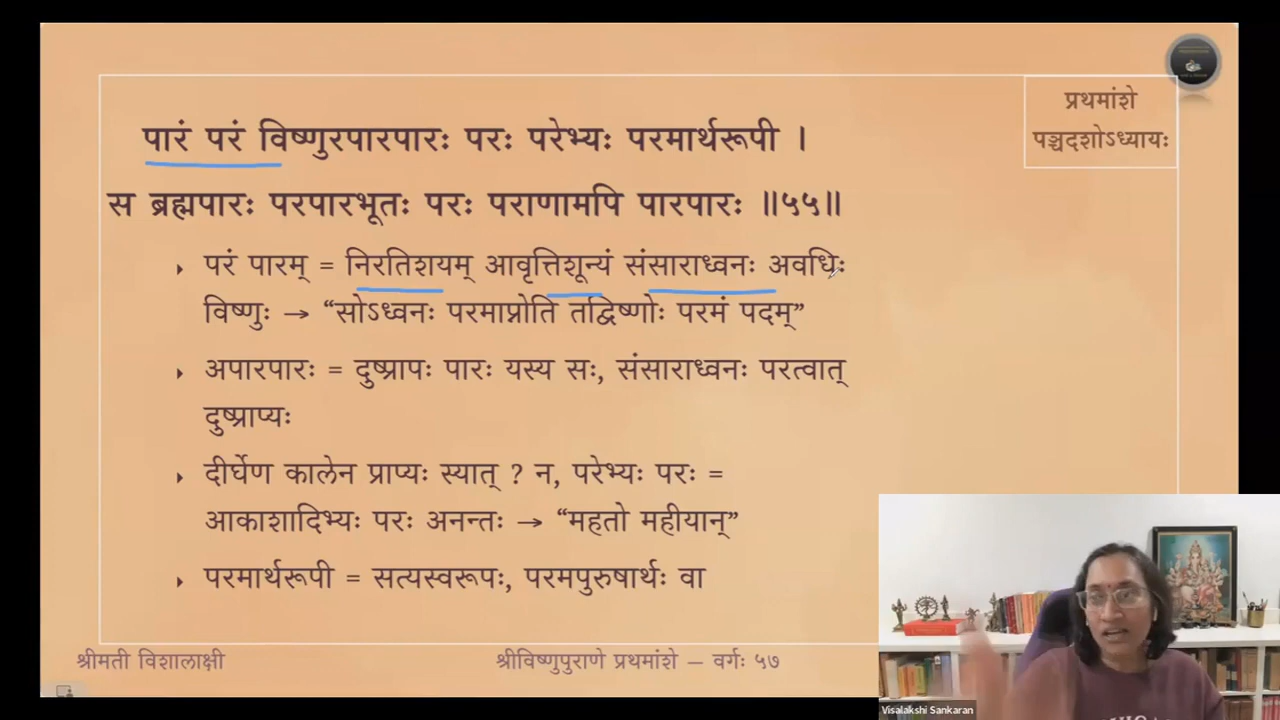 प्रथमांशे
पञ्चदशोऽध्यायः
पारं परं विष्णुरपारपारः परः परेभ्यः परमार्थरूपी ।
स ब्रह्मपारः परपारभूतः परः पराणामपि पारपारः ॥५५॥
परं पारम् = निरतिशयम् आवृत्तिशून्यं संसाराध्वनः अवधिः
विष्णुः → “सोऽध्वनः परमाप्नोति तद्विष्णोः परमं पदम्”
अपारपारः = दुष्प्रापः पारः यस्य सः, संसाराध्वनः परत्वात्
दुष्प्राप्यः
दीर्घेण कालेन प्राप्यः स्यात् ? न, परेभ्यः परः =
आकाशादिभ्यः परः अनन्तः → “महतो महीयान्”
परमार्थरूपी = सत्यस्वरूपः, परमपुरुषार्थः वा
श्रीमती विशालाक्षी
श्रीविष्णुपुराणे प्रथमांशे – वर्गः ५७
Visalakshi Sankaran